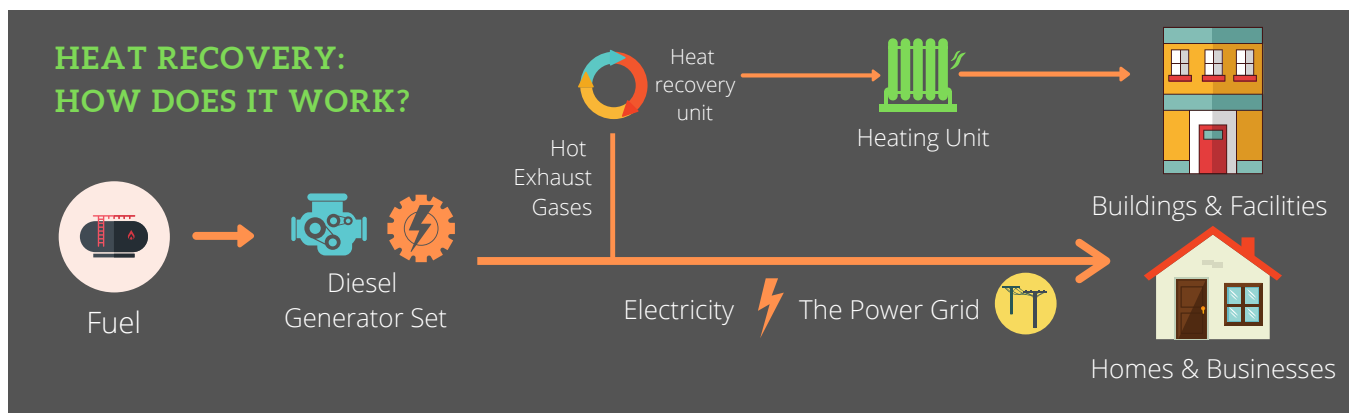 HEAT RECOVERY:
HOW DOES IT WORK?
Fuel
Diesel
Generator Set
Hot
Exhaust
Gases
Heat
recovery
unit
Heating Unit
Buildings & Facilities
Electricity
The Power Grid
Homes & Businesses